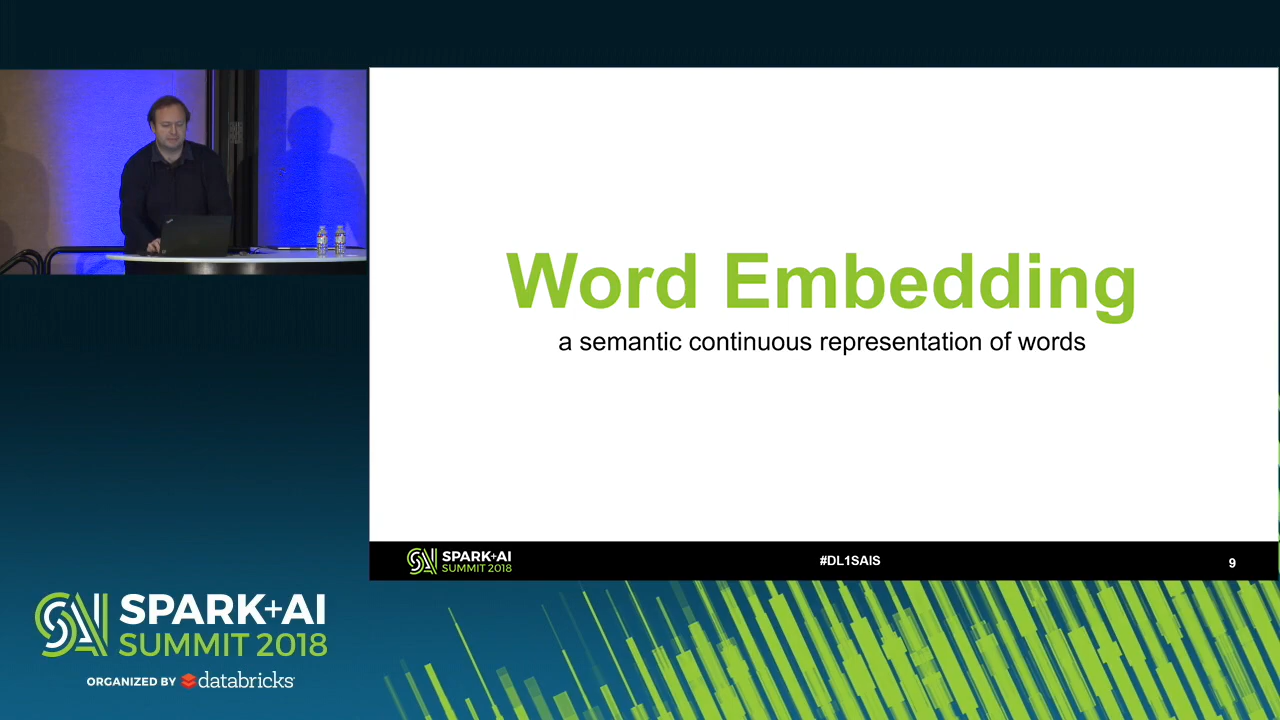 Word Embedding
a semantic continuous representation of words
SPARK+AI
SUMMIT 2018
#DL1SAIS
9
SPARK+AI
SUMMIT 2018
ORGANIZED BY databricks